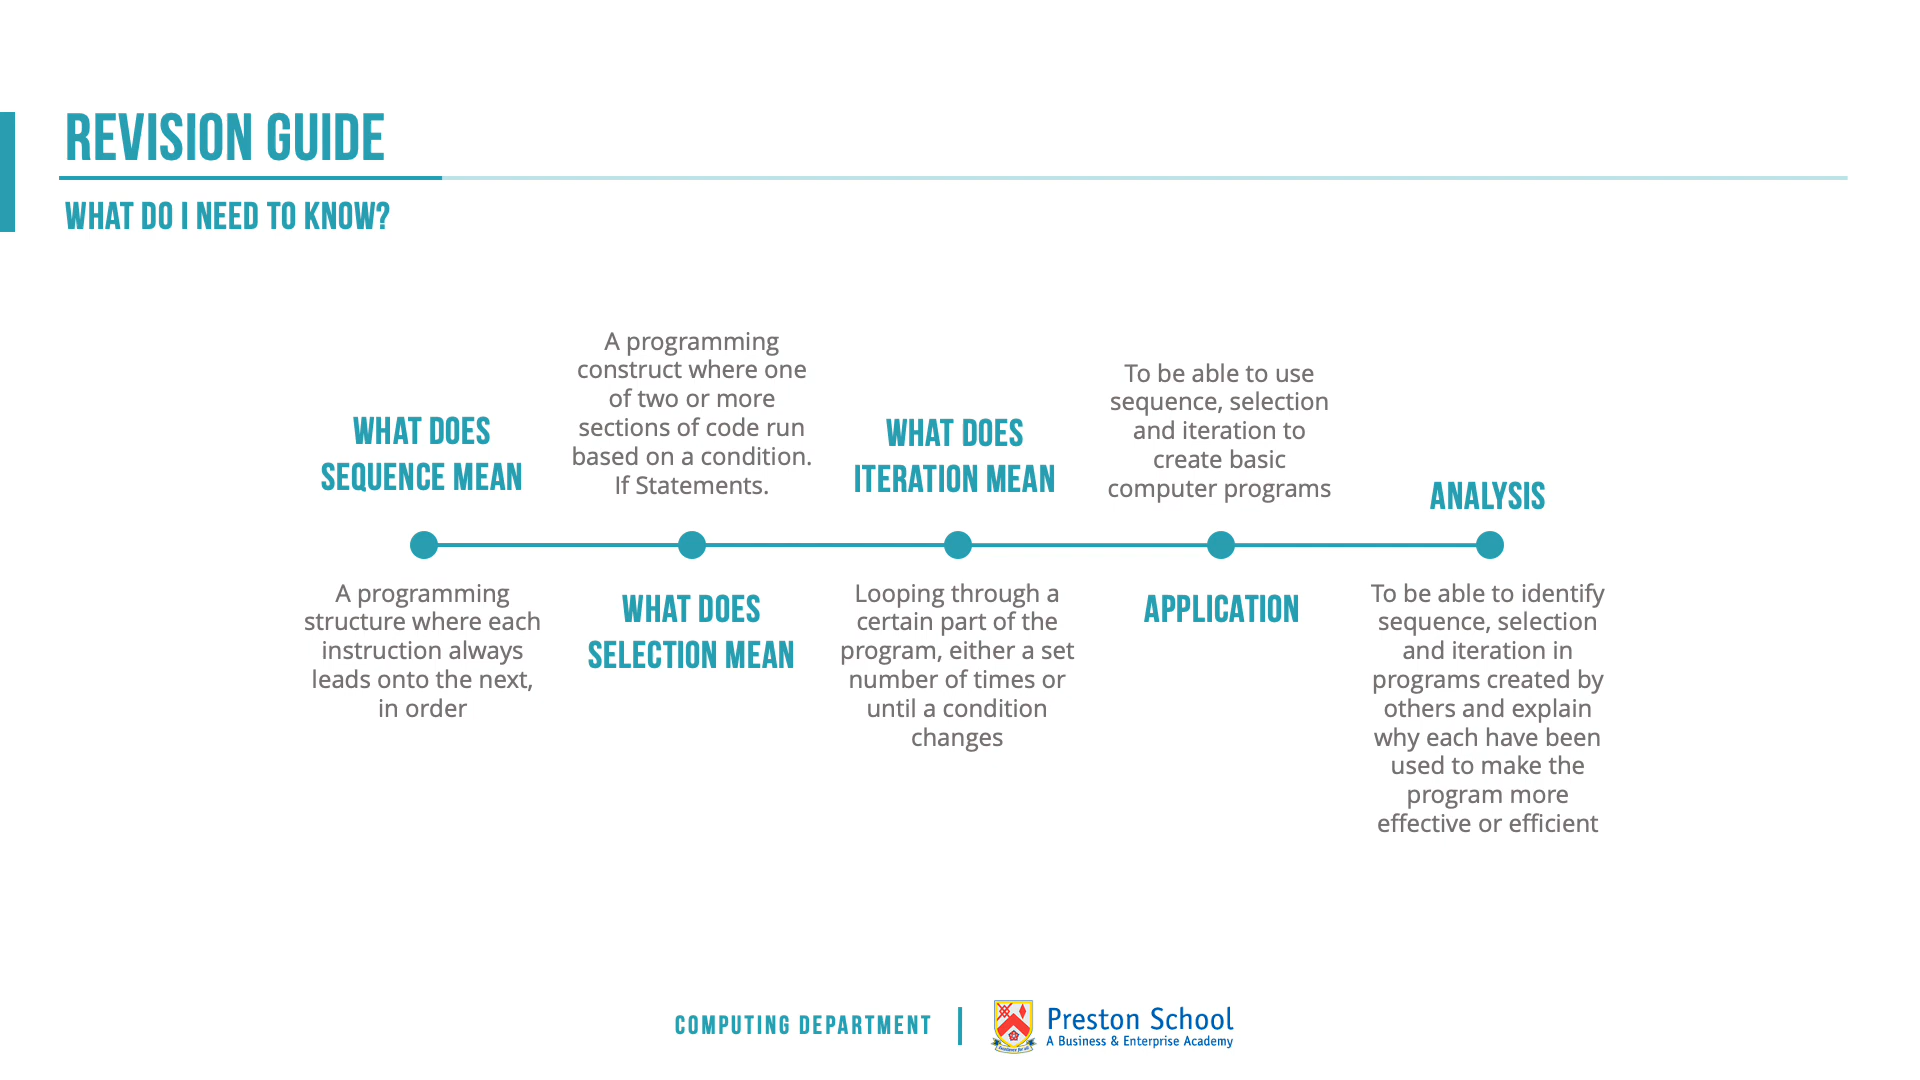 REVISION GUIDE
WHAT DO I NEED TO KNOW?
WHAT DOES
SEQUENCE MEAN
A programming
structure where each
instruction always
leads onto the next,
in order
A programming
construct where one
of two or more
sections of code run
based on a condition.
If Statements.
WHAT DOES
SELECTION MEAN
WHAT DOES
ITERATION MEAN
Looping through a
certain part of the
program, either a set
number of times or
until a condition
changes
To be able to use
sequence, selection
and iteration to
create basic
computer programs
APPLICATION
ANALYSIS
To be able to identify
sequence, selection
and iteration in
programs created by
others and explain
why each have been
used to make the
program more
effective or efficient
COMPUTING DEPARTMENT
Preston School
A Business & Enterprise Academy